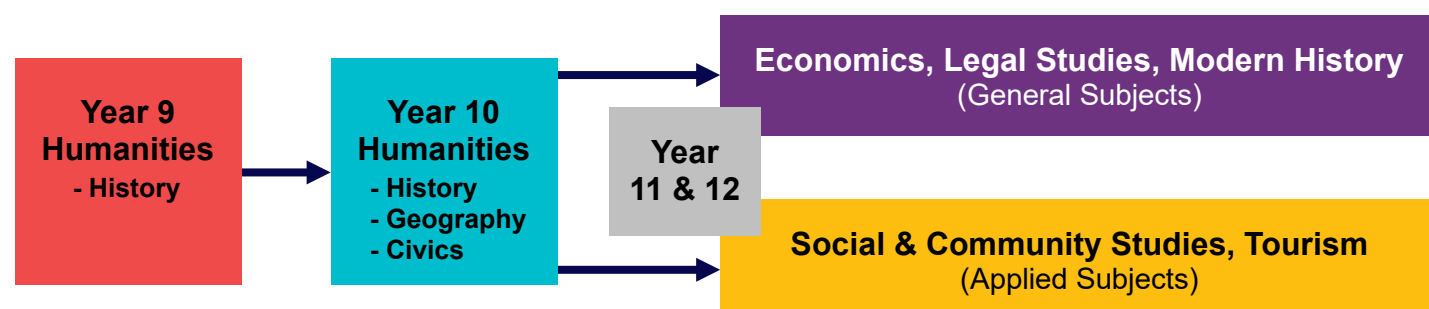 Year 9
Humanities
- History
Year 10
Humanities
- History
- Geography
- Civics
Year
11 & 12
Economics, Legal Studies, Modern History
(General Subjects)
Social & Community Studies, Tourism
(Applied Subjects)